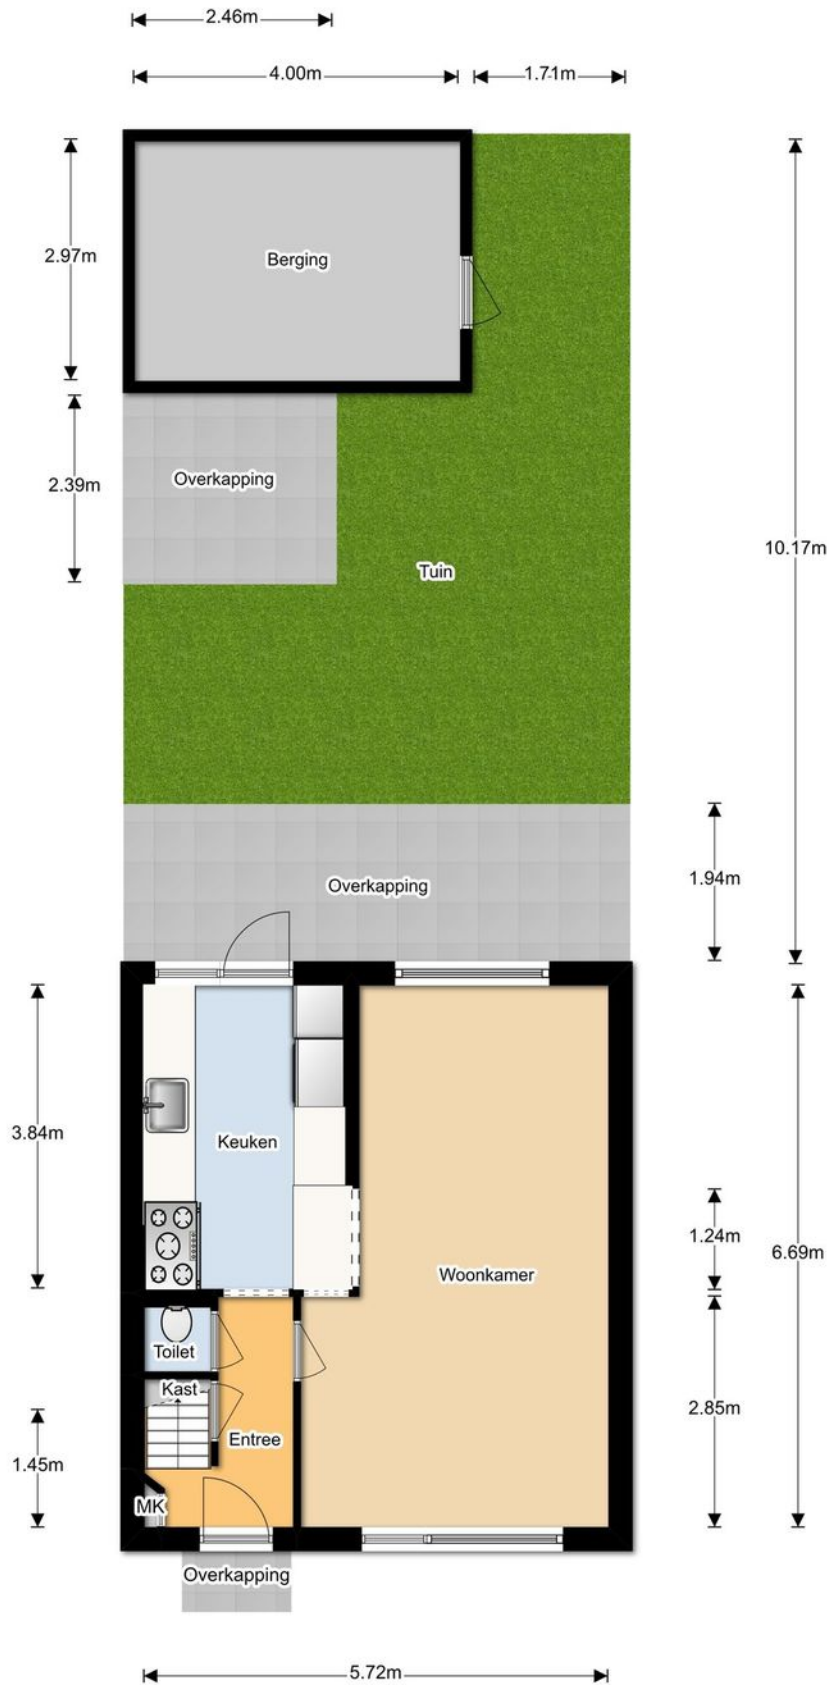 2.46m
4.00m
1.71m
2.97m
Berging
2.39m
Overkapping
10.17m
Tuin
1.94m
Overkapping
3.84m
Keuken
1.24m
6.69m
Woonkamer
Toilet
Kast
2.85m
Entree
1.45m
MK
Overkapping
5.72m